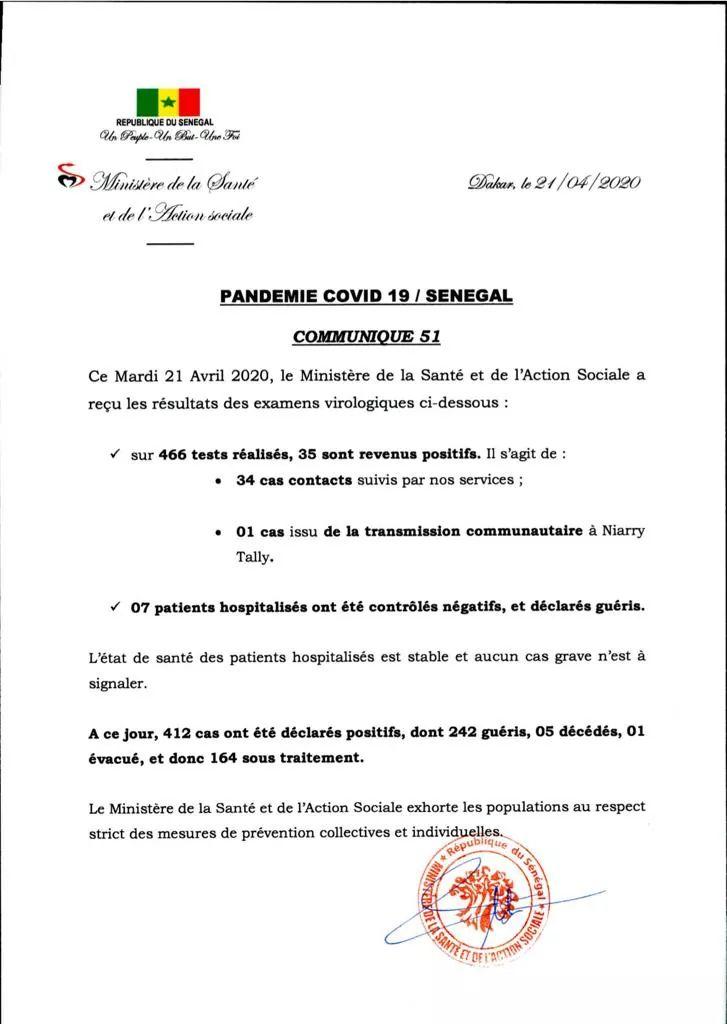 REPUBLIQUE DU SENEGAL
Un Peuple-Un But-Une Foi
Ministère de la Santé
et de l'Action sociale
Dakar, le 21/04/2020
PANDEMIE COVID 19 / SENEGAL
COMMUNIQUE 51
Ce Mardi 21 Avril 2020, le Ministère de la Santé et de l'Action Sociale a
reçu les résultats des examens virologiques ci-dessous :
✓ sur 466 tests réalisés, 35 sont revenus positifs. Il s'agit de :
• 34 cas contacts suivis par nos services ;
• 01 cas issu de la transmission communautaire à Niarry
Tally.
✓ 07 patients hospitalisés ont été contrôlés négatifs, et déclarés guéris.
L'état de santé des patients hospitalisés est stable et aucun cas grave n'est à
signaler.
A ce jour, 412 cas ont été déclarés positifs, dont 242 guéris, 05 décédés, 01
évacué, et donc 164 sous traitement.
Le Ministère de la Santé et de l'Action Sociale exhorte les populations au respect
strict des mesures de prévention collectives et individuelles.
République du Sénégal
MINISTERE DE LA SANTE ET DE L'ACTION SOCIALE